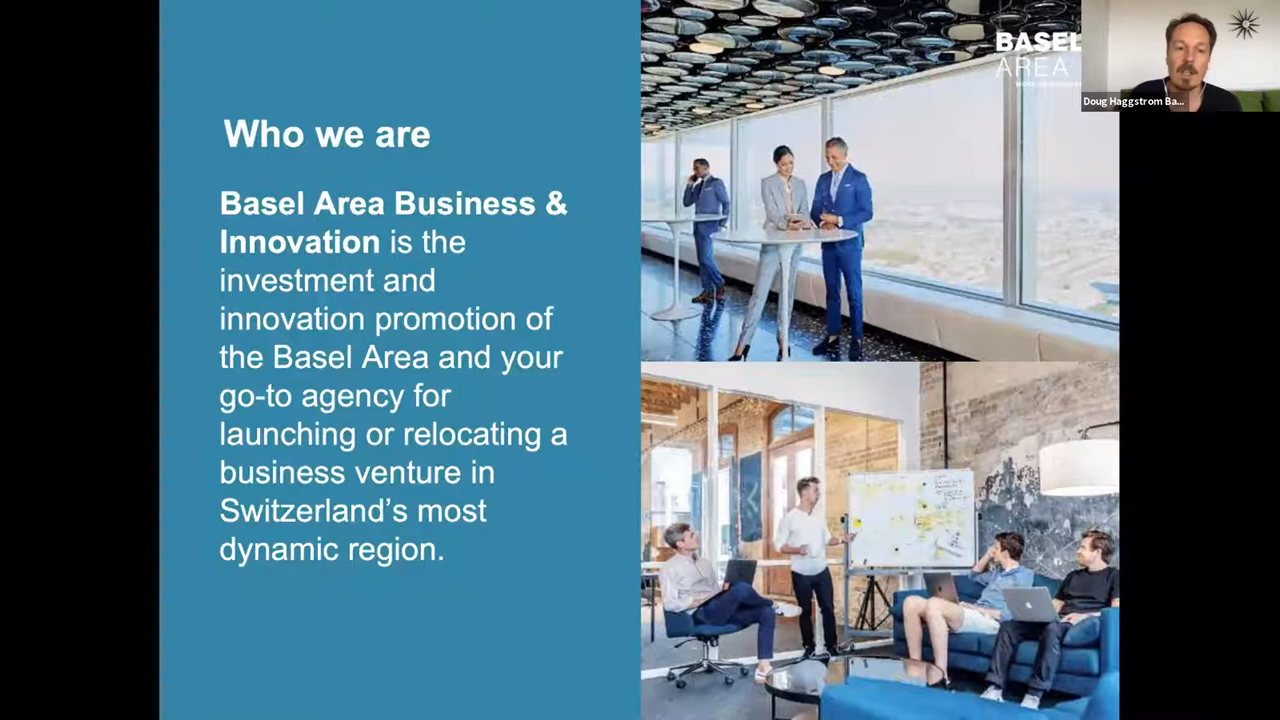 Who we are
Basel Area Business &
Innovation is the
investment and
innovation promotion of
the Basel Area and your
go-to agency for
launching or relocating a
business venture in
Switzerland’s most
dynamic region.
BASEL
AREA
Doug Haggstrom Ba...